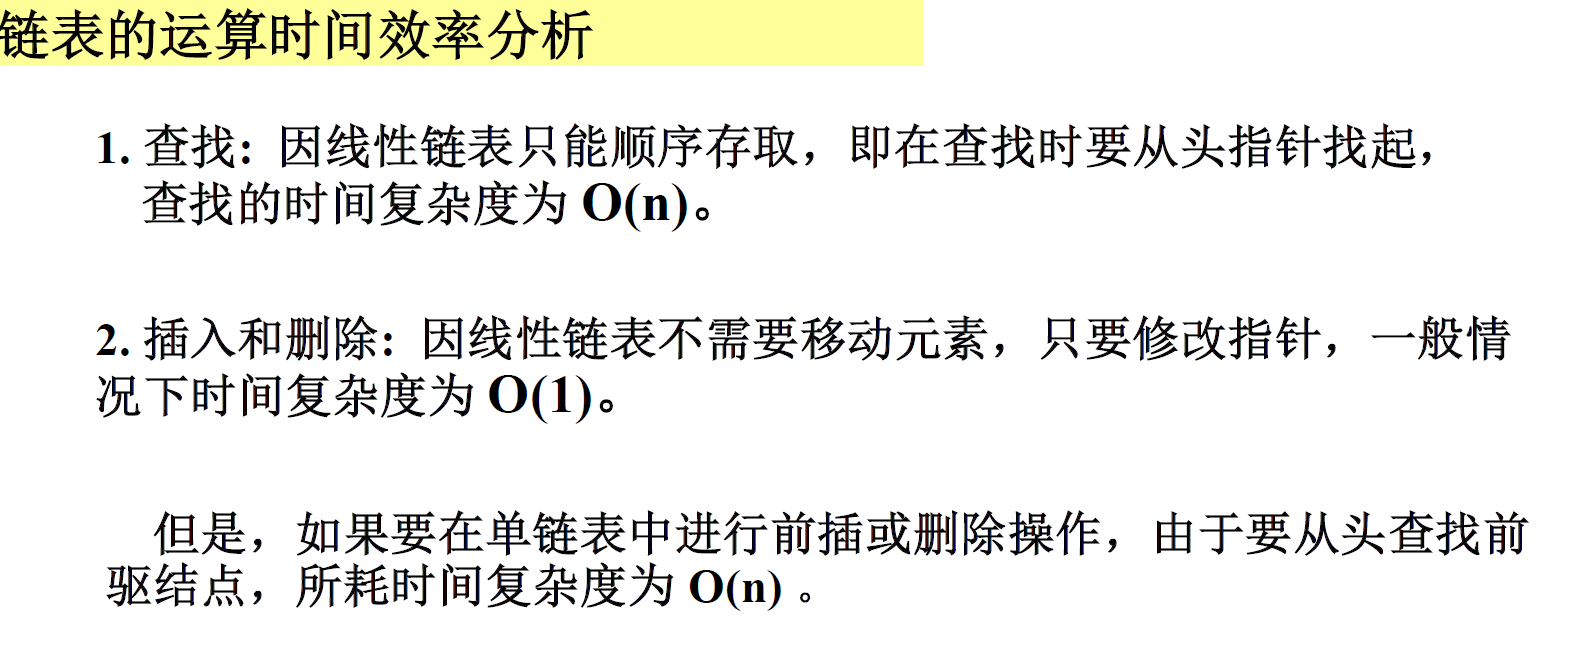 链表的运算时间效率分析
1. 查找: 因线性链表只能顺序存取，即在查找时要从头指针找起，
查找的时间复杂度为 O(n)。
2. 插入和删除: 因线性链表不需要移动元素，只要修改指针，一般情
况下时间复杂度为 O(1)。
但是，如果要在单链表中进行前插或删除操作，由于要从头查找前
驱结点，所耗时间复杂度为 O(n) 。